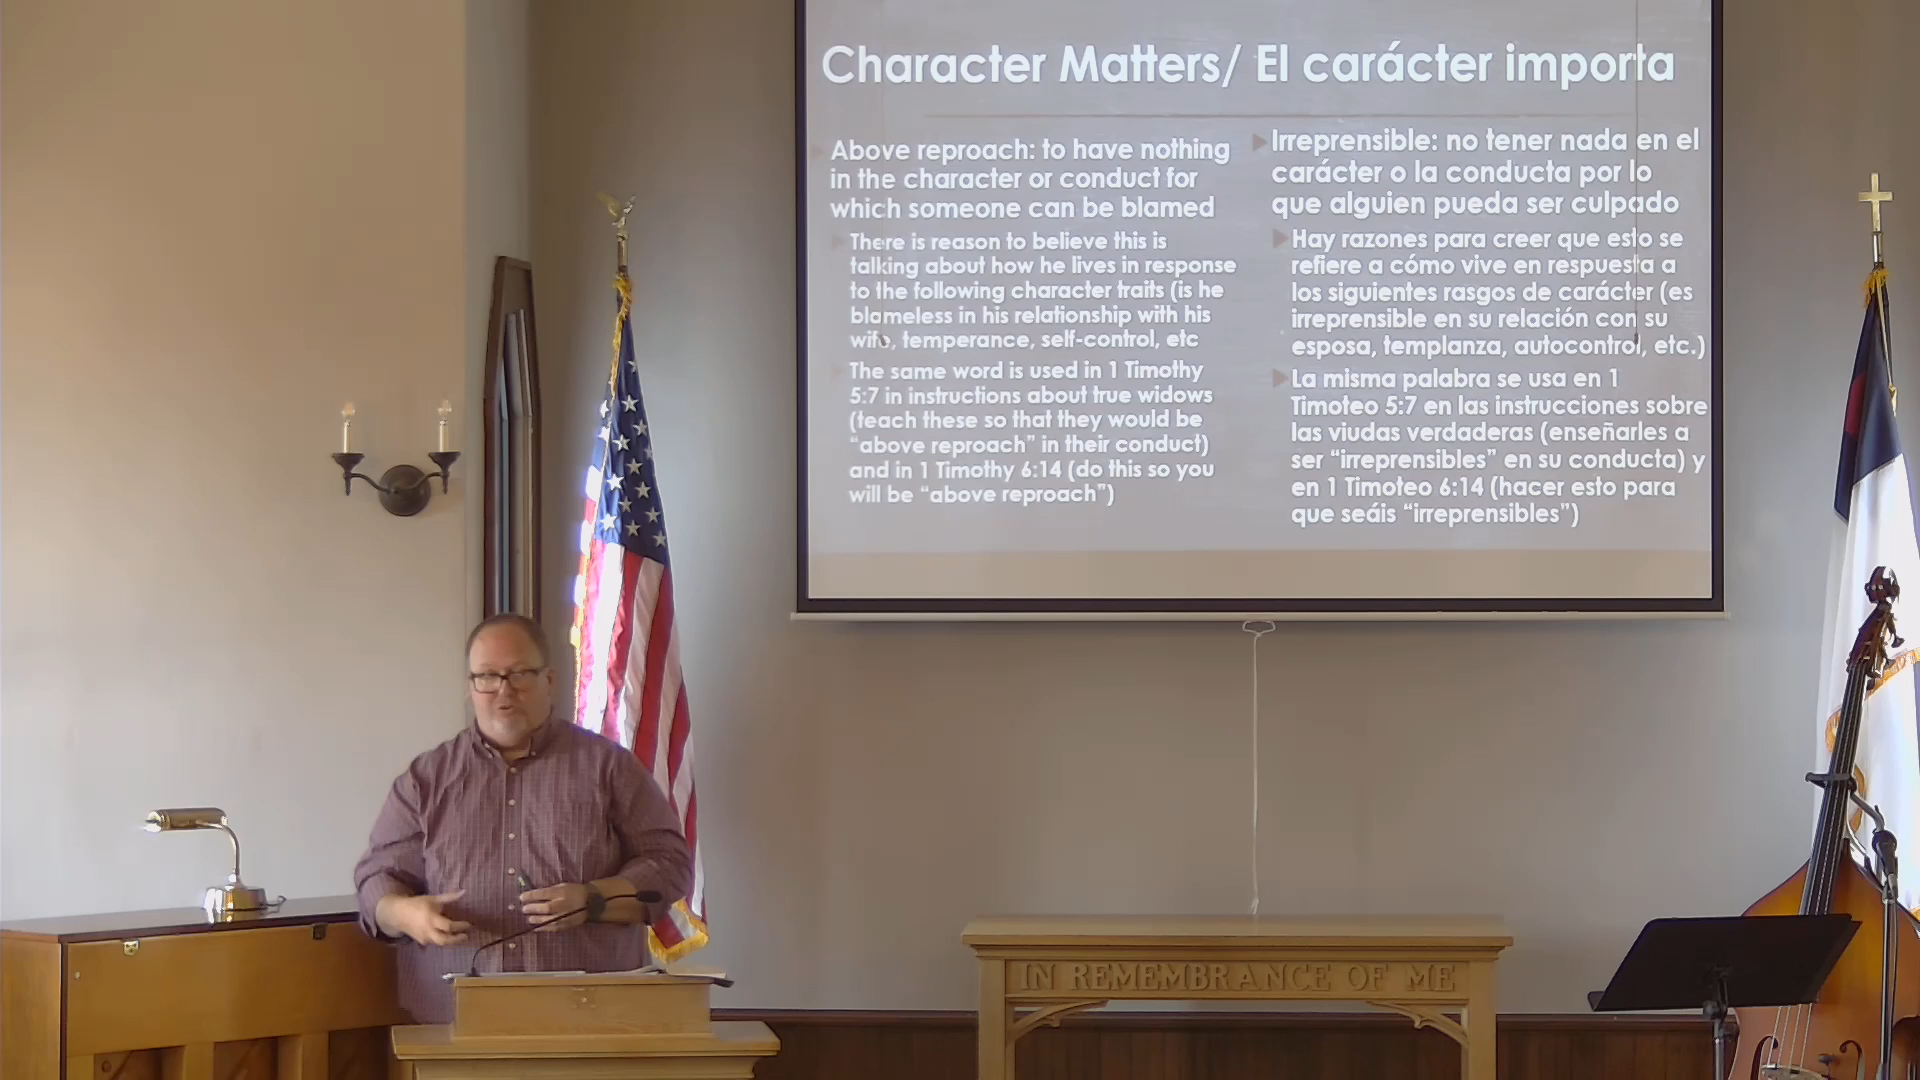 Character Matters/ El carácter importa
Above reproach: to have nothing
in the character or conduct for
which someone can be blamed
There is reason to believe this is
talking about how he lives in response
to the following character traits (is he
blameless in his relationship with his
wife, temperance, self-control, etc
The same word is used in 1 Timothy
5:7 in instructions about true widows
(teach these so that they would be
“above reproach” in their conduct)
and in 1 Timothy 6:14 (do this so you
will be “above reproach”)
Irreprensible: no tener nada en el
carácter o la conducta por lo
que alguien pueda ser culpado
Hay razones para creer que esto se
refiere a cómo vive en respuesta a
los siguientes rasgos de carácter (es
irreprensible en su relación con su
esposa, templanza, autocontrol, etc.)
La misma palabra se usa en 1
Timoteo 5:7 en las instrucciones sobre
las viudas verdaderas (enseñarles a
ser “irreprensibles” en su conducta) y
en 1 Timoteo 6:14 (hacer esto para
que seáis “irreprensibles”)
IN REMEMBRANCE OF ME